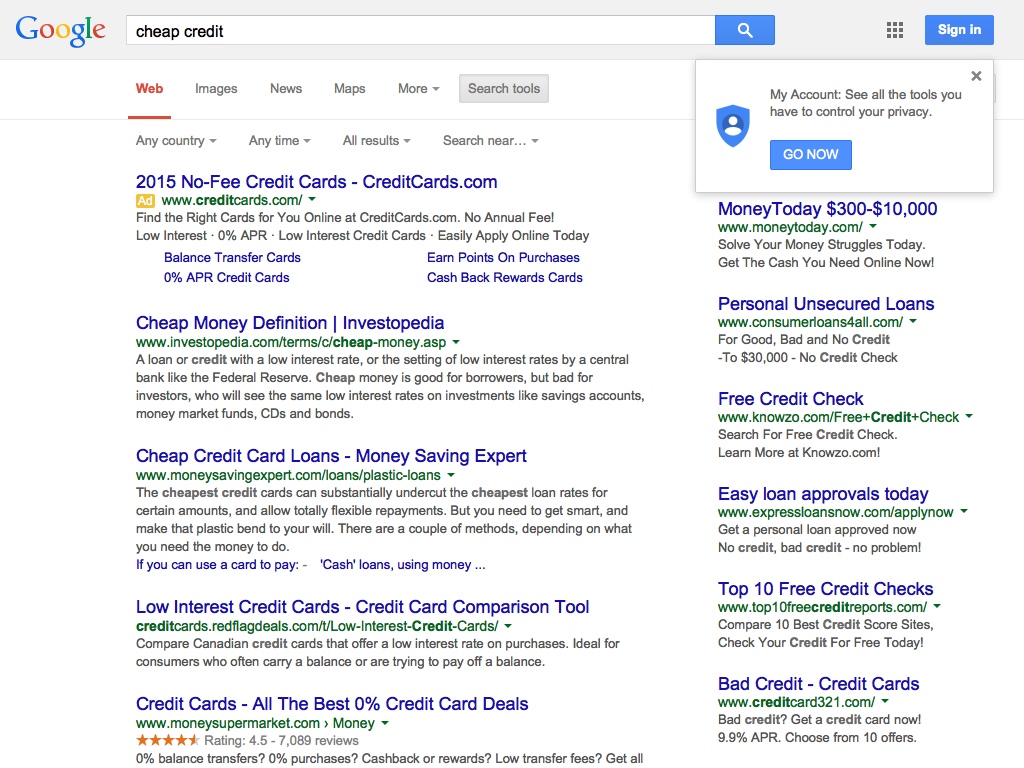 Google
cheap credit
Sign in
Web Images News Maps More Search tools
My Account: See all the tools you
have to control your privacy.
GO NOW
Any country Any time All results Search near...
2015 No-Fee Credit Cards - CreditCards.com
Ad www.creditcards.com/
Find the Right Cards for You Online at CreditCards.com. No Annual Fee!
Low Interest · 0% APR · Low Interest Credit Cards · Easily Apply Online Today
Balance Transfer Cards Earn Points On Purchases
0% APR Credit Cards Cash Back Rewards Cards
Cheap Money Definition | Investopedia
www.investopedia.com/terms/c/cheap-money.asp
A loan or credit with a low interest rate, or the setting of low interest rates by a central
bank like the Federal Reserve. Cheap money is good for borrowers, but bad for
investors, who will see the same low interest rates on investments like savings accounts,
money market funds, CDs and bonds.
Cheap Credit Card Loans - Money Saving Expert
www.moneysavingexpert.com/loans/plastic-loans
The cheapest credit cards can substantially undercut the cheapest loan rates for
certain amounts, and allow totally flexible repayments. But you need to get smart, and
make that plastic bend to your will. There are a couple of methods, depending on what
you need the money to do.
If you can use a card to pay: - 'Cash' loans, using money ...
Low Interest Credit Cards - Credit Card Comparison Tool
creditcards.redflagdeals.com/t/Low-Interest-Credit-Cards/
Compare Canadian credit cards that offer a low interest rate on purchases. Ideal for
consumers who often carry a balance or are trying to pay off a balance.
Credit Cards - All The Best 0% Credit Card Deals
www.moneysupermarket.com › Money
Rating: 4.5 - 7,089 reviews
0% balance transfers? 0% purchases? Cashback or rewards? Low transfer fees? Get all
MoneyToday $300-$10,000
www.moneytoday.com/
Solve Your Money Struggles Today.
Get The Cash You Need Online Now!
Personal Unsecured Loans
www.consumerloans4all.com/
For Good, Bad and No Credit
-To $30,000 - No Credit Check
Free Credit Check
www.knowzo.com/Free+Credit+Check
Search For Free Credit Check.
Learn More at Knowzo.com!
Easy loan approvals today
www.expressloansnow.com/applynow
Get a personal loan approved now
No credit, bad credit - no problem!
Top 10 Free Credit Checks
www.top10freecreditreports.com/
Compare 10 Best Credit Score Sites,
Check Your Credit For Free Today!
Bad Credit - Credit Cards
www.creditcard321.com/
Bad credit? Get a credit card now!
9.9% APR. Choose from 10 offers.